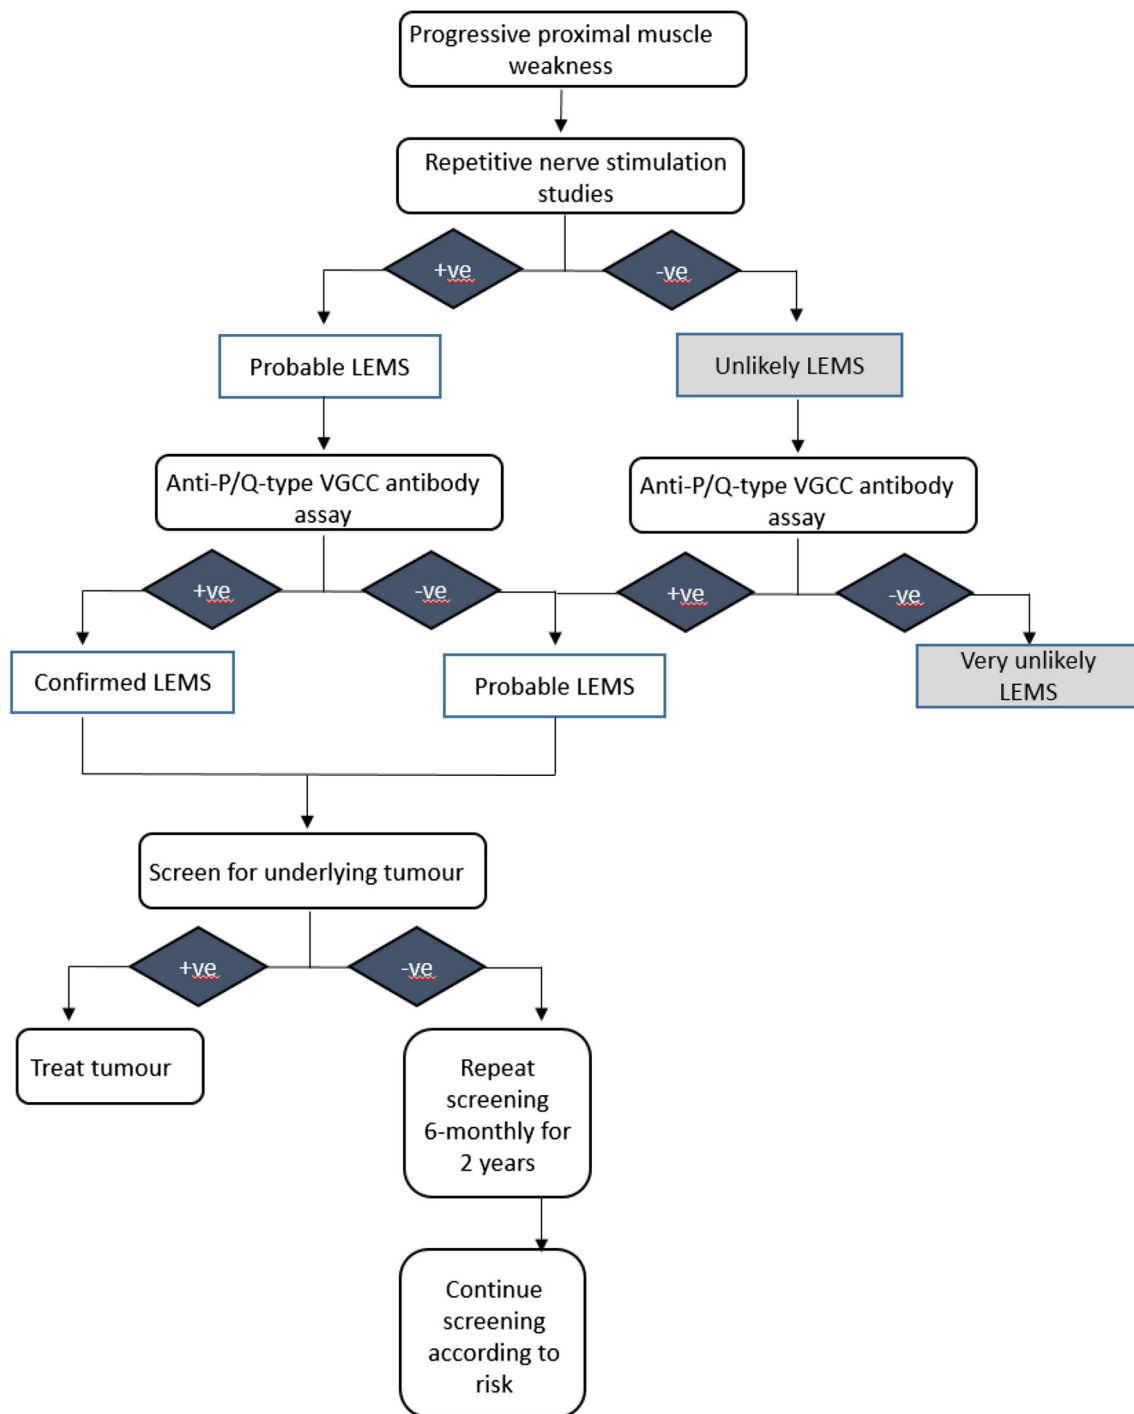 Progressive proximal muscle
weakness
Repetitive nerve stimulation
studies
+ve
-ve
Probable LEMS
Unlikely LEMS
Anti-P/Q-type VGCC antibody
assay
Anti-P/Q-type VGCC antibody
assay
+ve
-ve
+ve
-ve
Confirmed LEMS
Probable LEMS
Very unlikely
LEMS
Screen for underlying tumour
+ve
-ve
Treat tumour
Repeat
screening
6-monthly for
2 years
Continue
screening
according to
risk